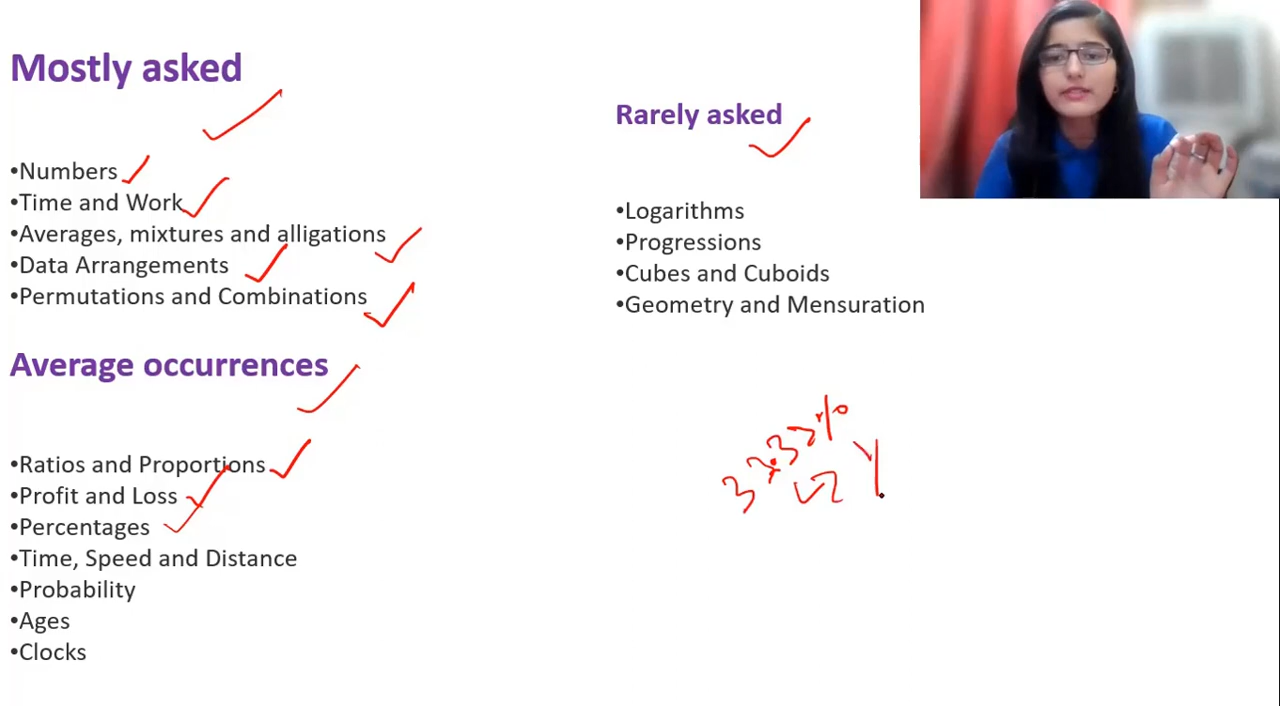 Mostly asked
•Numbers
•Time and Work
•Averages, mixtures and alligations
•Data Arrangements
•Permutations and Combinations
Average occurrences
•Ratios and Proportions
•Profit and Loss
•Percentages
•Time, Speed and Distance
•Probability
•Ages
•Clocks
Rarely asked
•Logarithms
•Progressions
•Cubes and Cuboids
•Geometry and Mensuration
33.33%